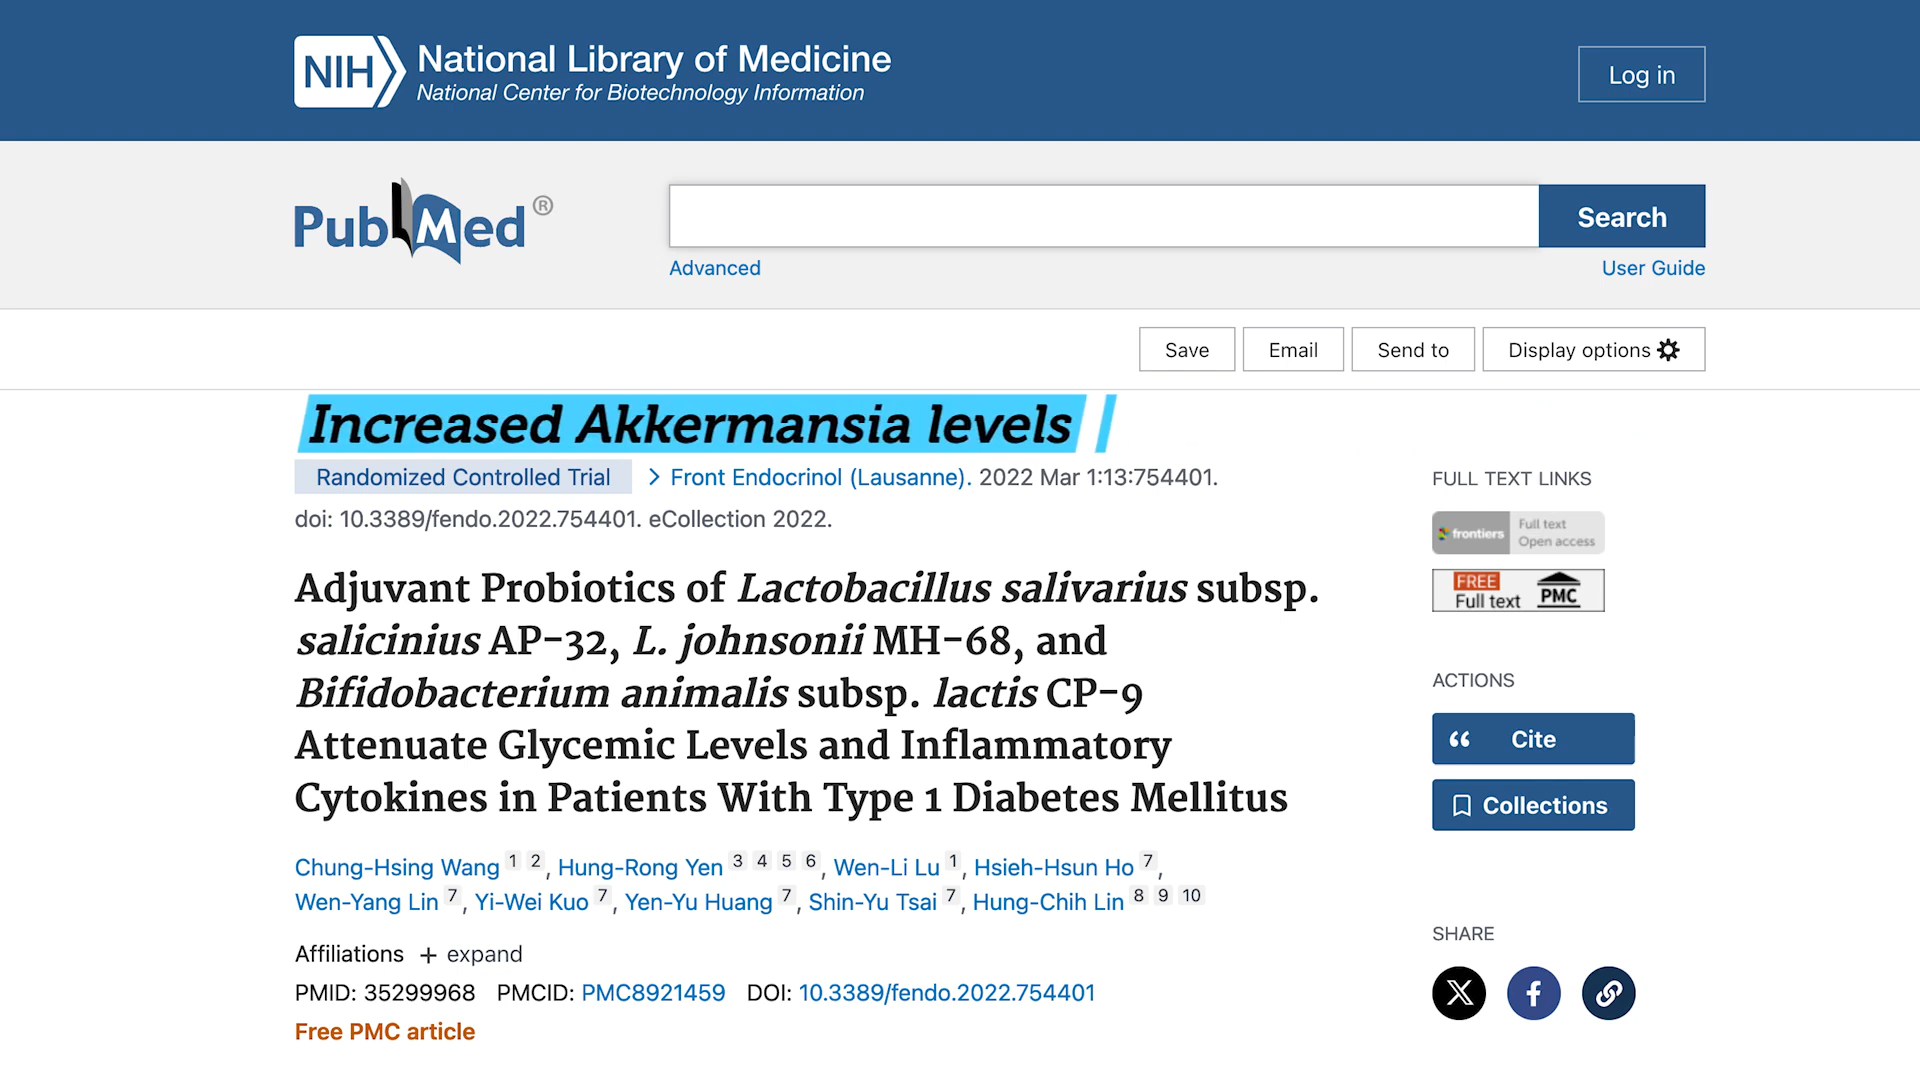 NIH National Library of Medicine
National Center for Biotechnology Information
Log in
PubMed®
Search
Advanced
User Guide
Save
Email
Send to
Display options
Increased Akkermansia levels
Randomized Controlled Trial
Front Endocrinol (Lausanne). 2022 Mar 1:13:754401.
doi: 10.3389/fendo.2022.754401. eCollection 2022.
Adjuvant Probiotics of Lactobacillus salivarius subsp.
salicinius AP-32, L. johnsonii MH-68, and
Bifidobacterium animalis subsp. lactis CP-9
Attenuate Glycemic Levels and Inflammatory
Cytokines in Patients With Type 1 Diabetes Mellitus
Chung-Hsing Wang 1 2, Hung-Rong Yen 3 4 5 6, Wen-Li Lu 1, Hsieh-Hsun Ho 7,
Wen-Yang Lin 7, Yi-Wei Kuo 7, Yen-Yu Huang 7, Shin-Yu Tsai 7, Hung-Chih Lin 8 9 10
Affiliations + expand
PMID: 35299968 PMCID: PMC8921459 DOI: 10.3389/fendo.2022.754401
Free PMC article
FULL TEXT LINKS
frontiers
Full text
Open access
FREE
Full text
PMC
ACTIONS
Cite
Collections
SHARE